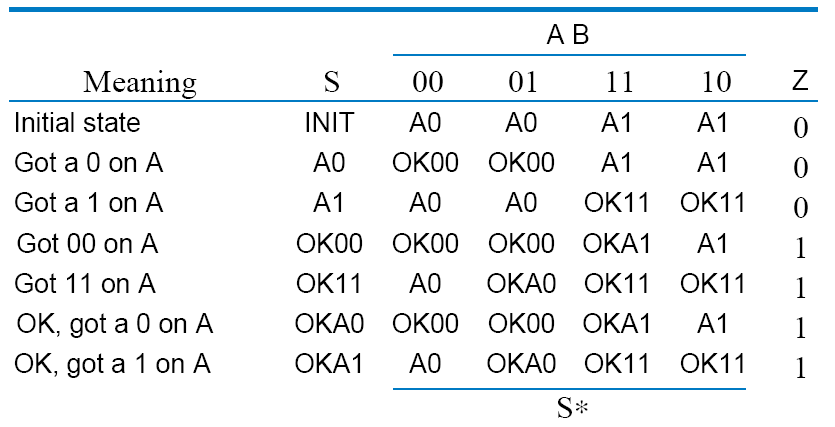 A B
Meaning S 00 01 11 10 Z
Initial state INIT A0 A0 A1 A1 0
Got a 0 on A A0 OK00 OK00 A1 A1 0
Got a 1 on A A1 A0 A0 OK11 OK11 0
Got 00 on A OK00 OK00 OK00 OKA1 A1 1
Got 11 on A OK11 A0 OKA0 OK11 OK11 1
OK, got a 0 on A OKA0 OK00 OK00 OKA1 A1 1
OK, got a 1 on A OKA1 A0 OKA0 OK11 OK11 1
S*